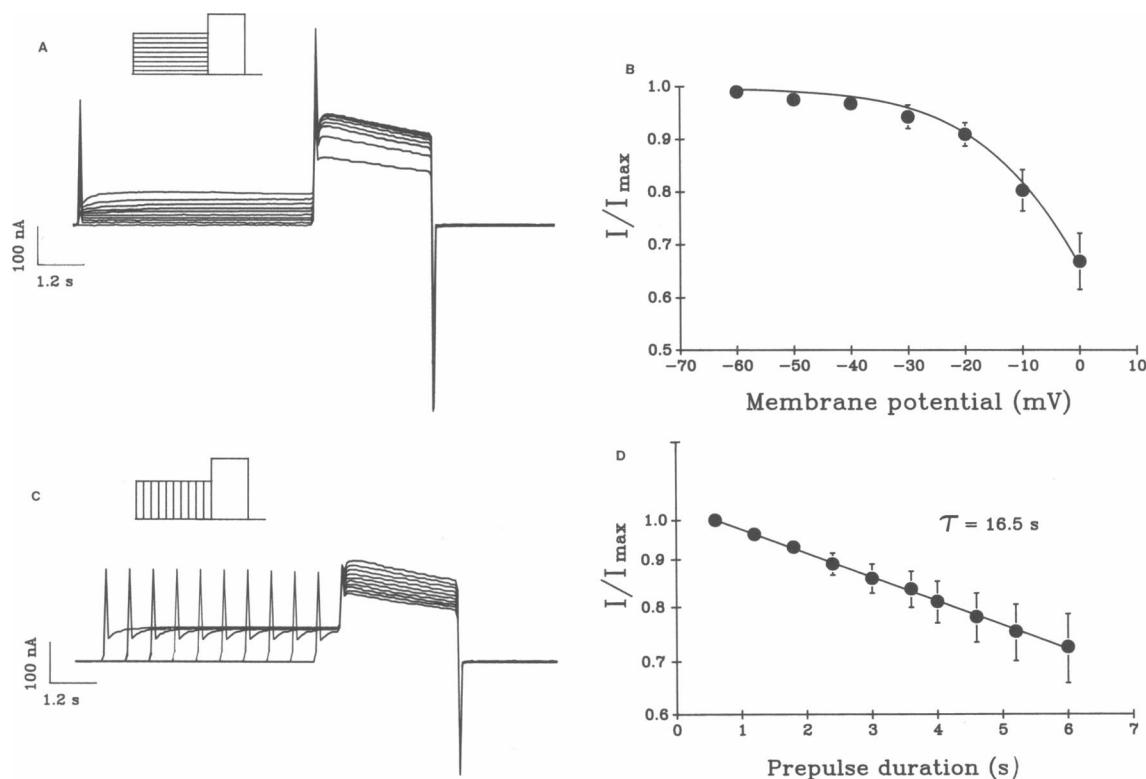 A
100 nA
1.2 s
B
I/Imax
1.0
0.9
0.8
0.7
0.6
0.5
-70 -60 -50 -40 -30 -20 -10 0 10
Membrane potential (mV)
C
100 nA
1.2 s
D
I/Imax
1.0
0.9
0.8
0.7
0.6
τ = 16.5 s
0 1 2 3 4 5 6 7
Prepulse duration (s)